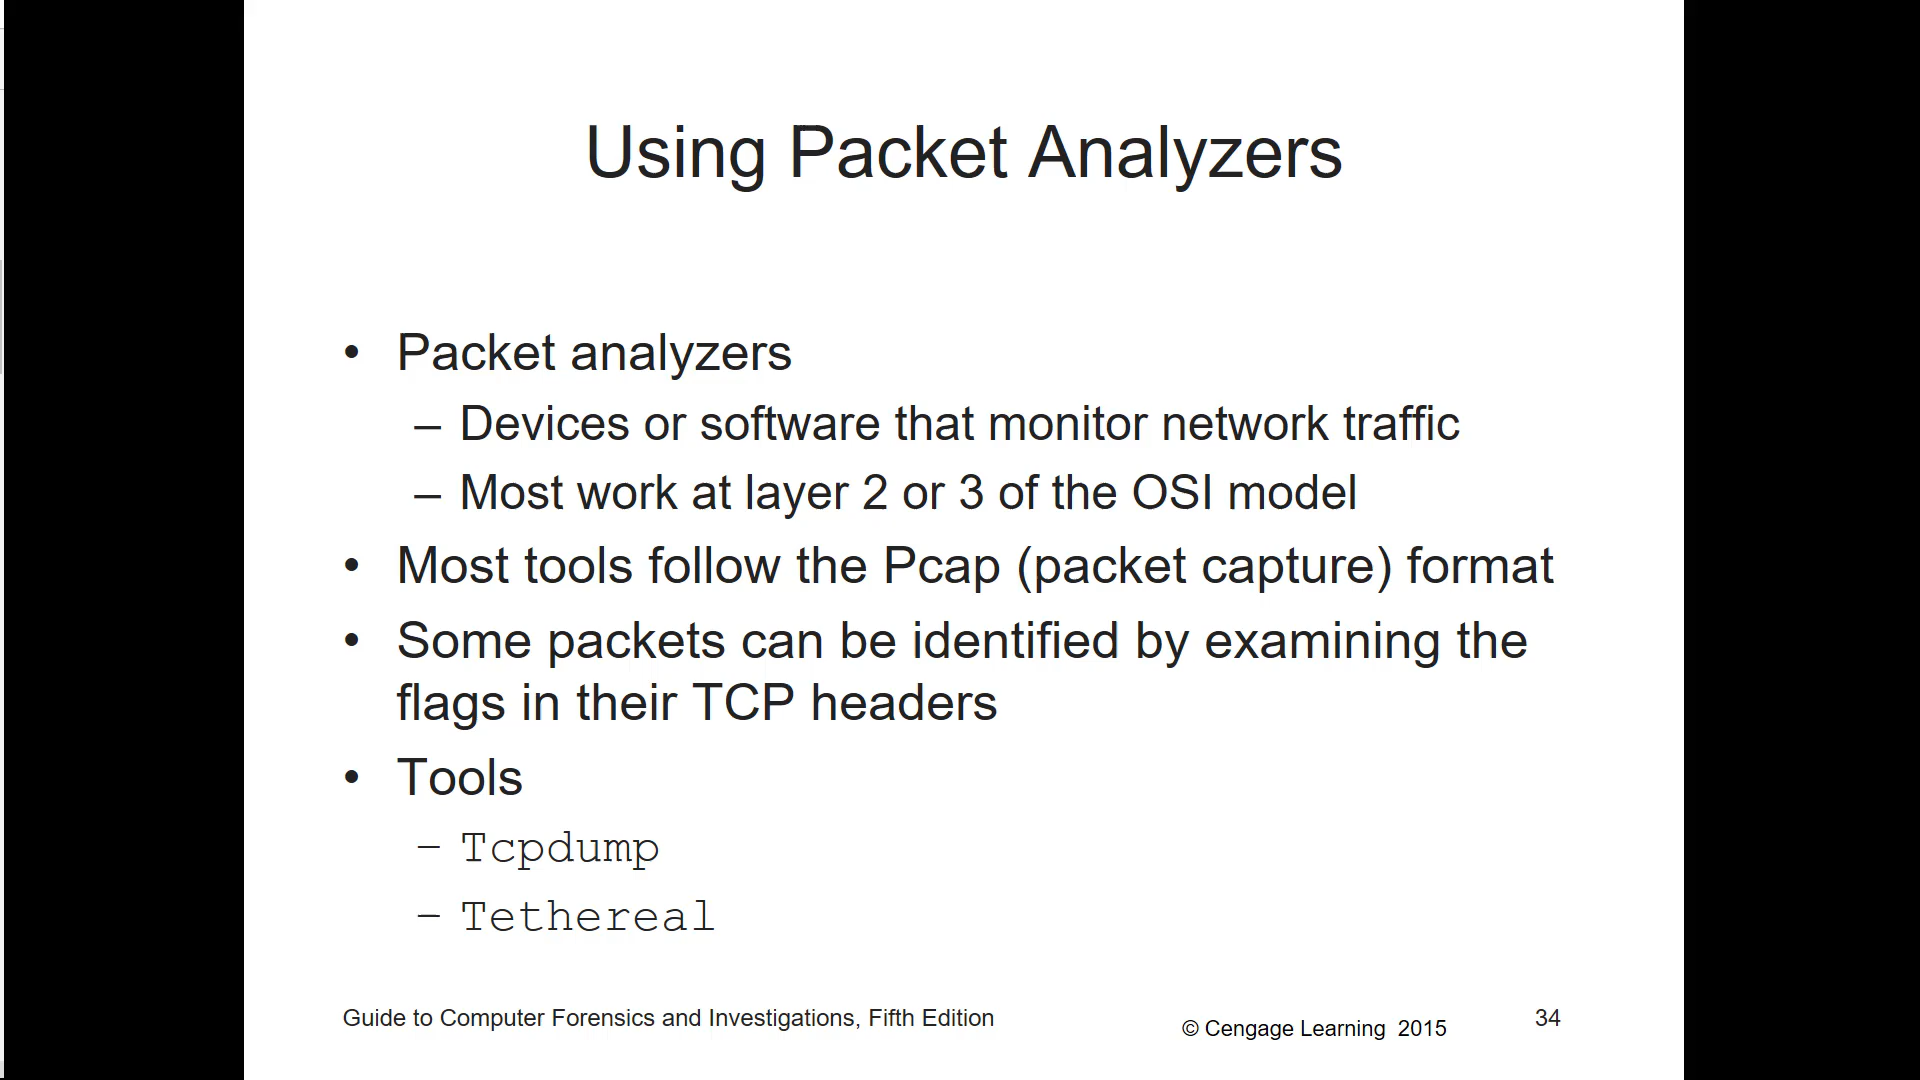 Using Packet Analyzers
• Packet analyzers
– Devices or software that monitor network traffic
– Most work at layer 2 or 3 of the OSI model
• Most tools follow the Pcap (packet capture) format
• Some packets can be identified by examining the
flags in their TCP headers
• Tools
– Tcpdump
– Tethereal
Guide to Computer Forensics and Investigations, Fifth Edition
© Cengage Learning 2015
34